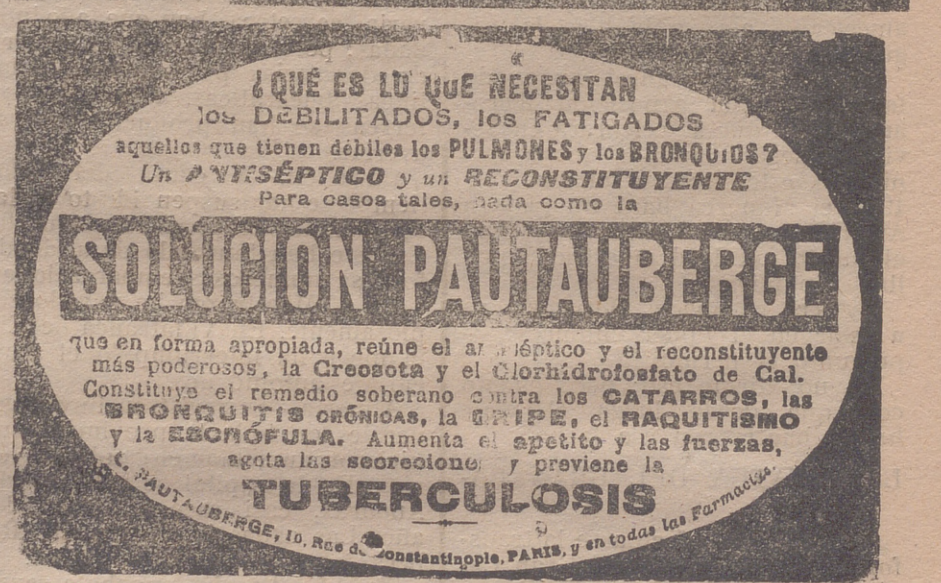 ¿QUÉ ES LO QUE NECESITAN
los DEBILITADOS, los FATIGADOS
aquellos que tienen débiles los PULMONES y los BRONQUIOS?
Un ANTISÉPTICO y un RECONSTITUYENTE
Para casos tales, nada como la
SOLUCIÓN PAUTAUBERGE
que en forma apropiada, reúne el antiséptico y el reconstituyente
más poderosos, la Creosota y el Clorhidrofosfato de Cal.
Constituye el remedio soberano contra los CATARROS, las
BRONQUITIS CRÓNICAS, la GRIPE, el RAQUITISMO
y la ESCRÓFULA. Aumenta el apetito y las fuerzas,
agota las secreciones y previene la
TUBERCULOSIS
L. PAUTAUBERGE, 10, Rue de Constantinople, PARIS, y en todas las Farmacias.